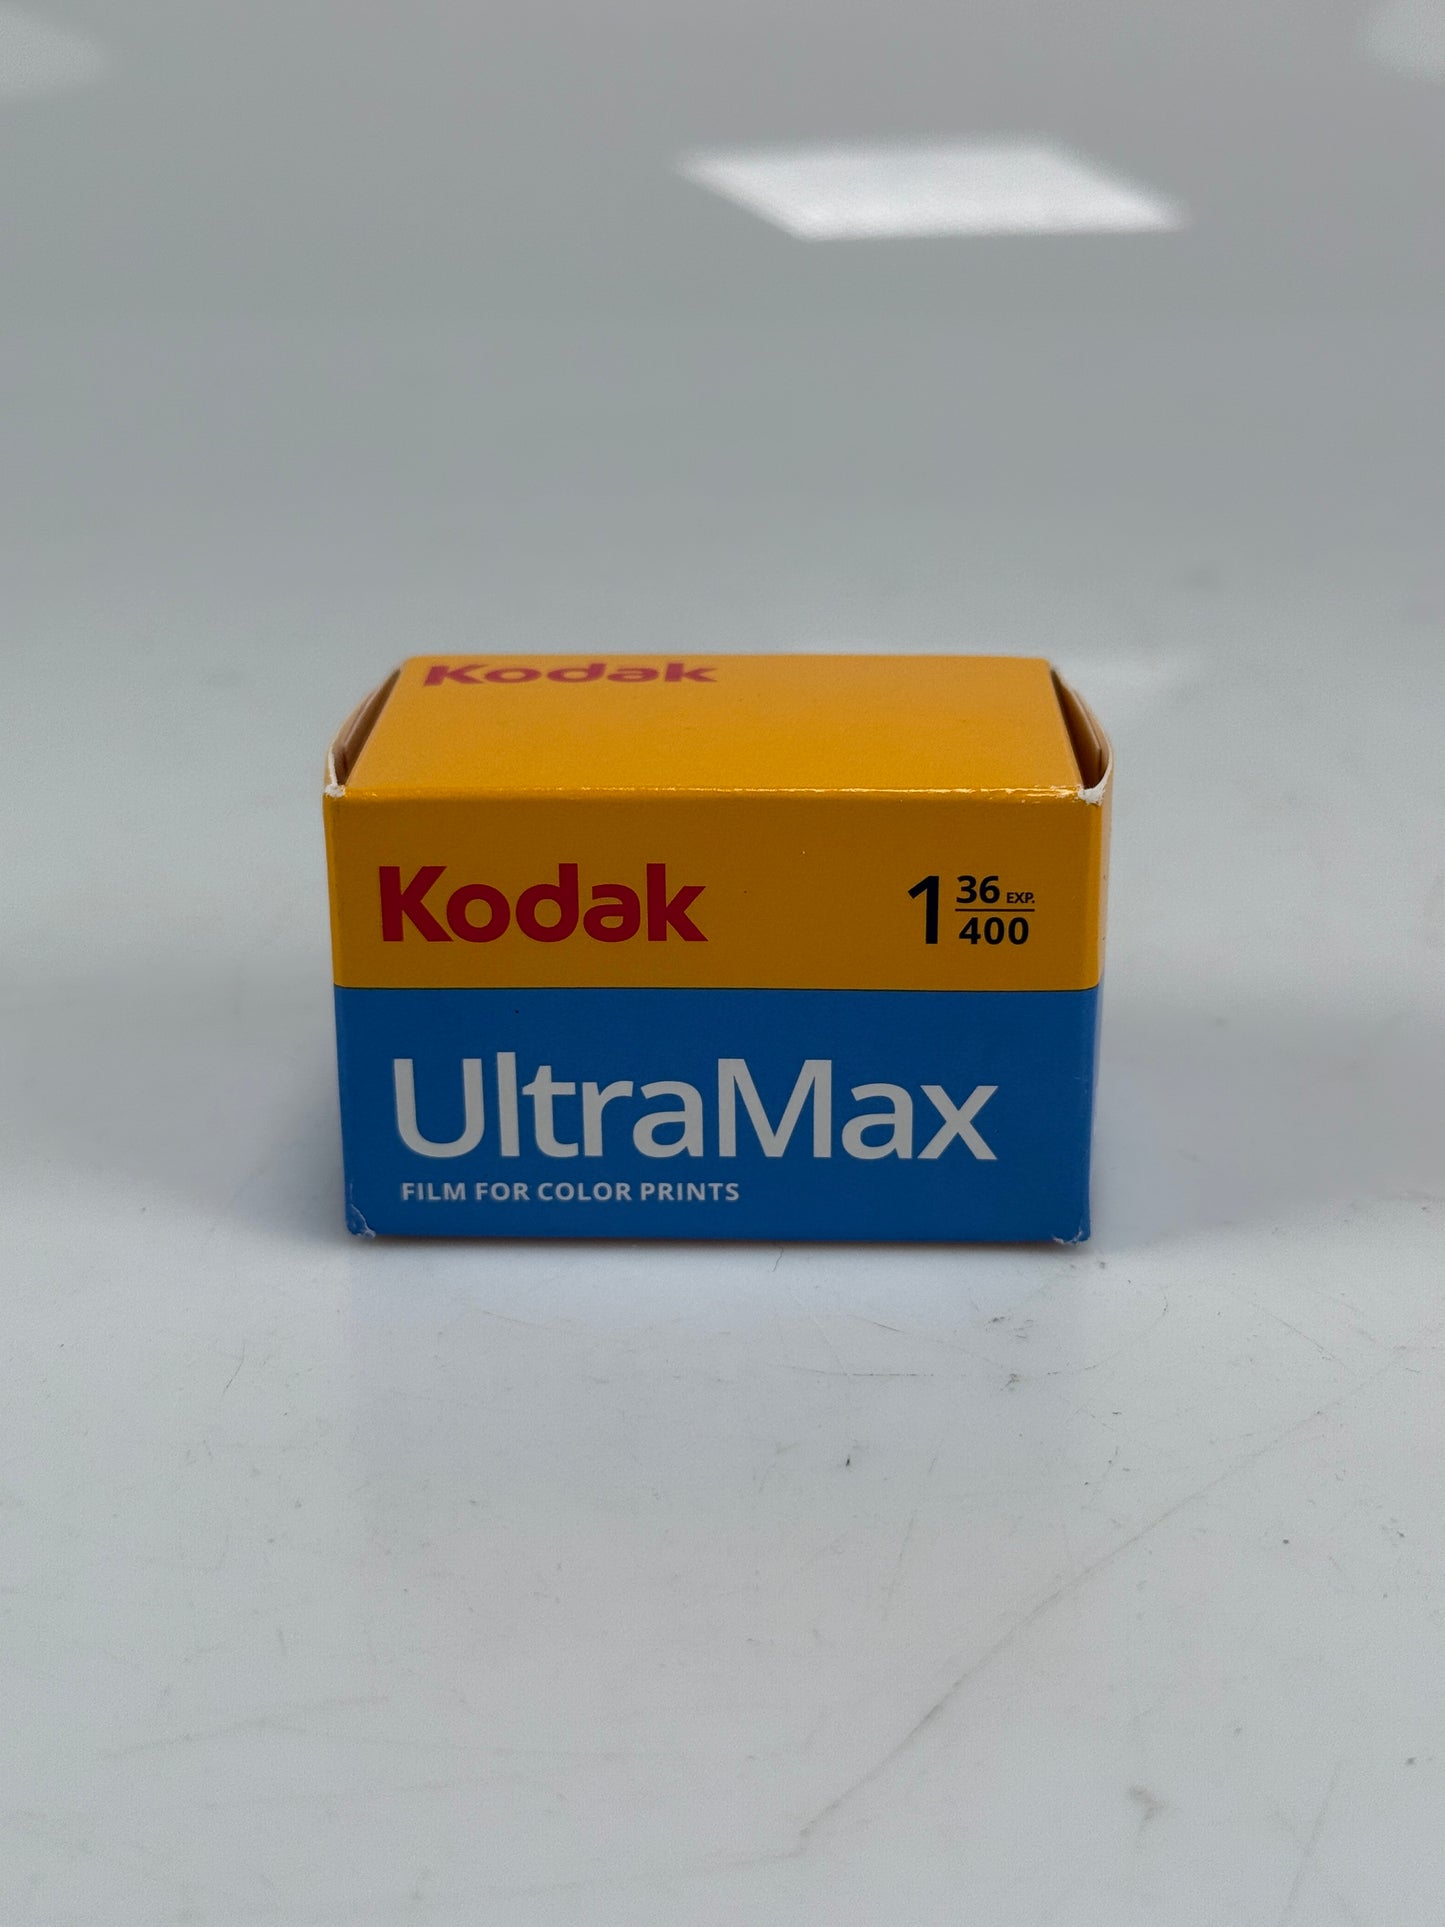 Kodak
Kodak
1 36 EXP.
400
UltraMax
FILM FOR COLOR PRINTS